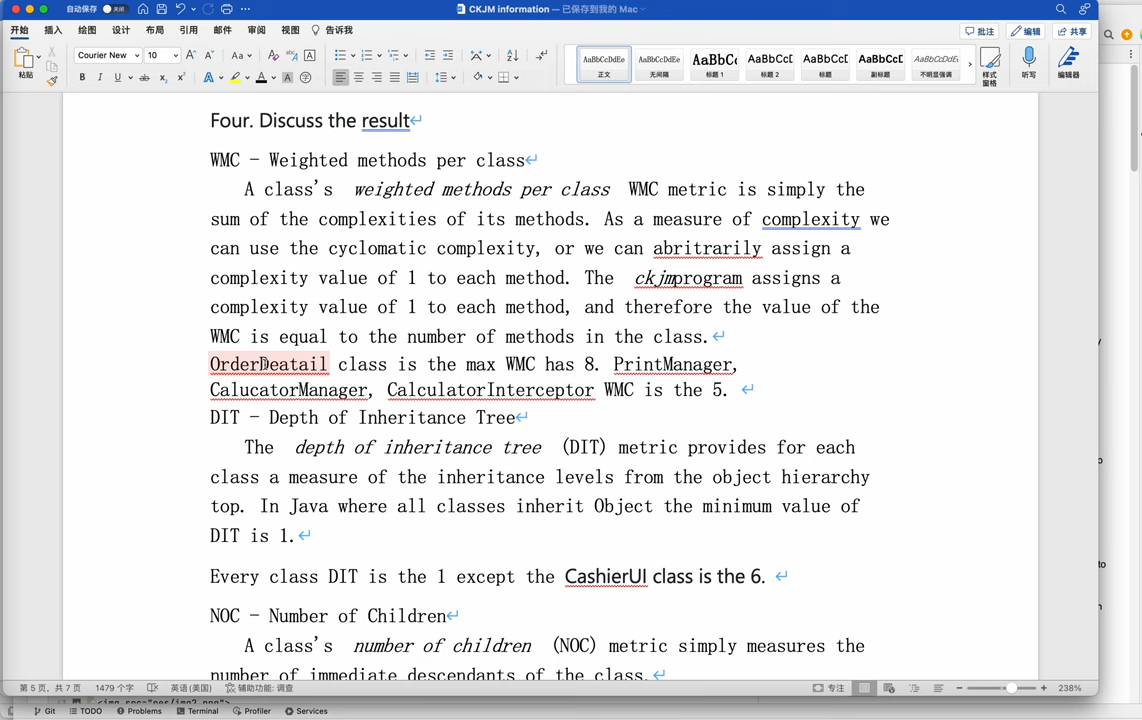 自动保存 关闭 CKJM information — 已保存到我的 Mac
开始 插入 绘图 设计 布局 引用 邮件 审阅 视图 告诉我 批注 编辑 共享
粘贴 Courier New 10 AaBbCcDdEe AaBbCcDdEe AaBbCc AaBbCcD AaBbCcD AaBbCcD AaBbCcDdEe
正文 无间隔 标题 1 标题 2 标题 副标题 不明显强调 样式窗格 听写 编辑器
Four. Discuss the result
WMC - Weighted methods per class
A class's weighted methods per class WMC metric is simply the
sum of the complexities of its methods. As a measure of complexity we
can use the cyclomatic complexity, or we can abritrarily assign a
complexity value of 1 to each method. The ckjmprogram assigns a
complexity value of 1 to each method, and therefore the value of the
WMC is equal to the number of methods in the class.
OrderDeatail class is the max WMC has 8. PrintManager,
CalucatorManager, CalculatorInterceptor WMC is the 5.
DIT - Depth of Inheritance Tree
The depth of inheritance tree (DIT) metric provides for each
class a measure of the inheritance levels from the object hierarchy
top. In Java where all classes inherit Object the minimum value of
DIT is 1.
Every class DIT is the 1 except the CashierUI class is the 6.
NOC - Number of Children
A class's number of children (NOC) metric simply measures the
number of immediate descendants of the class.
第 5 页，共 7 页 1479 个字 英语(美国) 辅助功能: 调查 专注 238%
Git TODO Problems Terminal Profiler Services